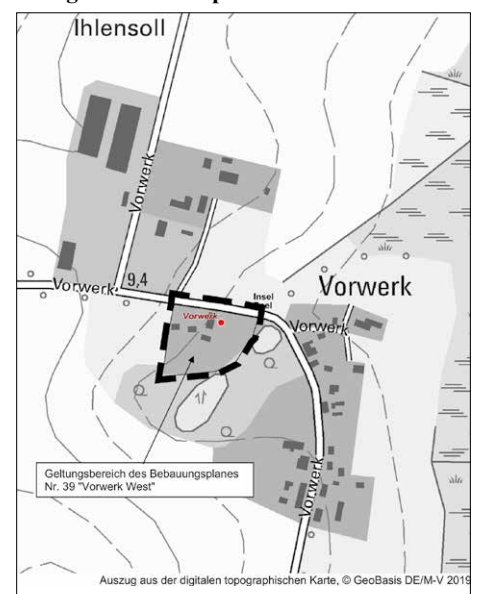 Ihlensoll
Vorwerk
Vorwerk
9,4
Vorwerk
Insel
Vorwerk
Vorwerk
Vorwerk
Geltungsbereich des Bebauungsplanes
Nr. 39 "Vorwerk West"
Auszug aus der digitalen topographischen Karte, © GeoBasis DE/M-V 2019